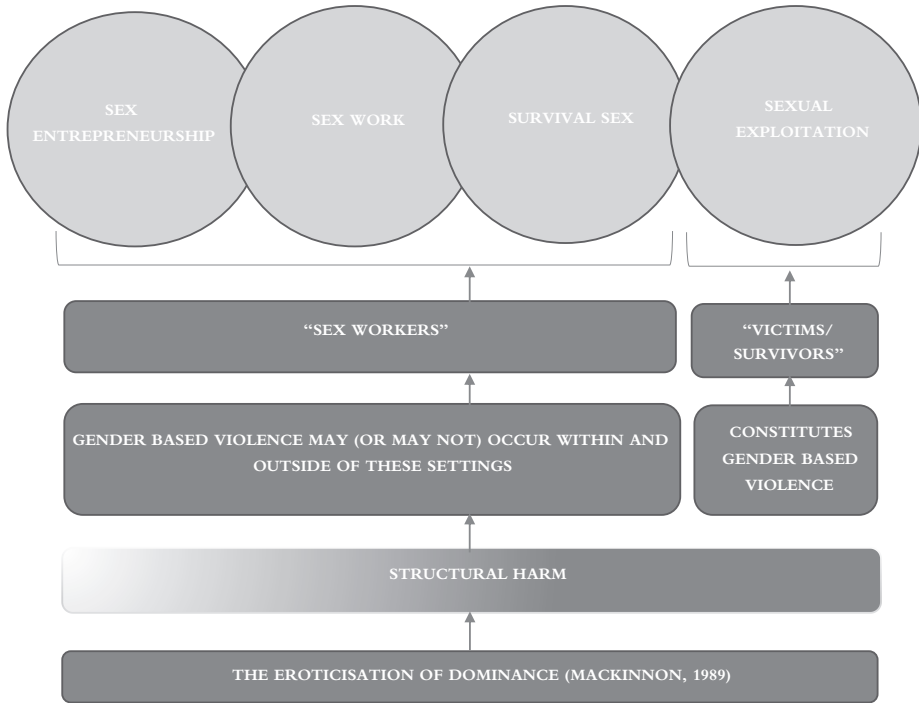 SEX
ENTREPRENEURSHIP
SEX WORK
SURVIVAL SEX
SEXUAL
EXPLOITATION
“SEX WORKERS”
“VICTIMS/
SURVIVORS”
GENDER BASED VIOLENCE MAY (OR MAY NOT) OCCUR WITHIN AND
OUTSIDE OF THESE SETTINGS
CONSTITUTES
GENDER BASED
VIOLENCE
STRUCTURAL HARM
THE EROTICISATION OF DOMINANCE (MACKINNON, 1989)